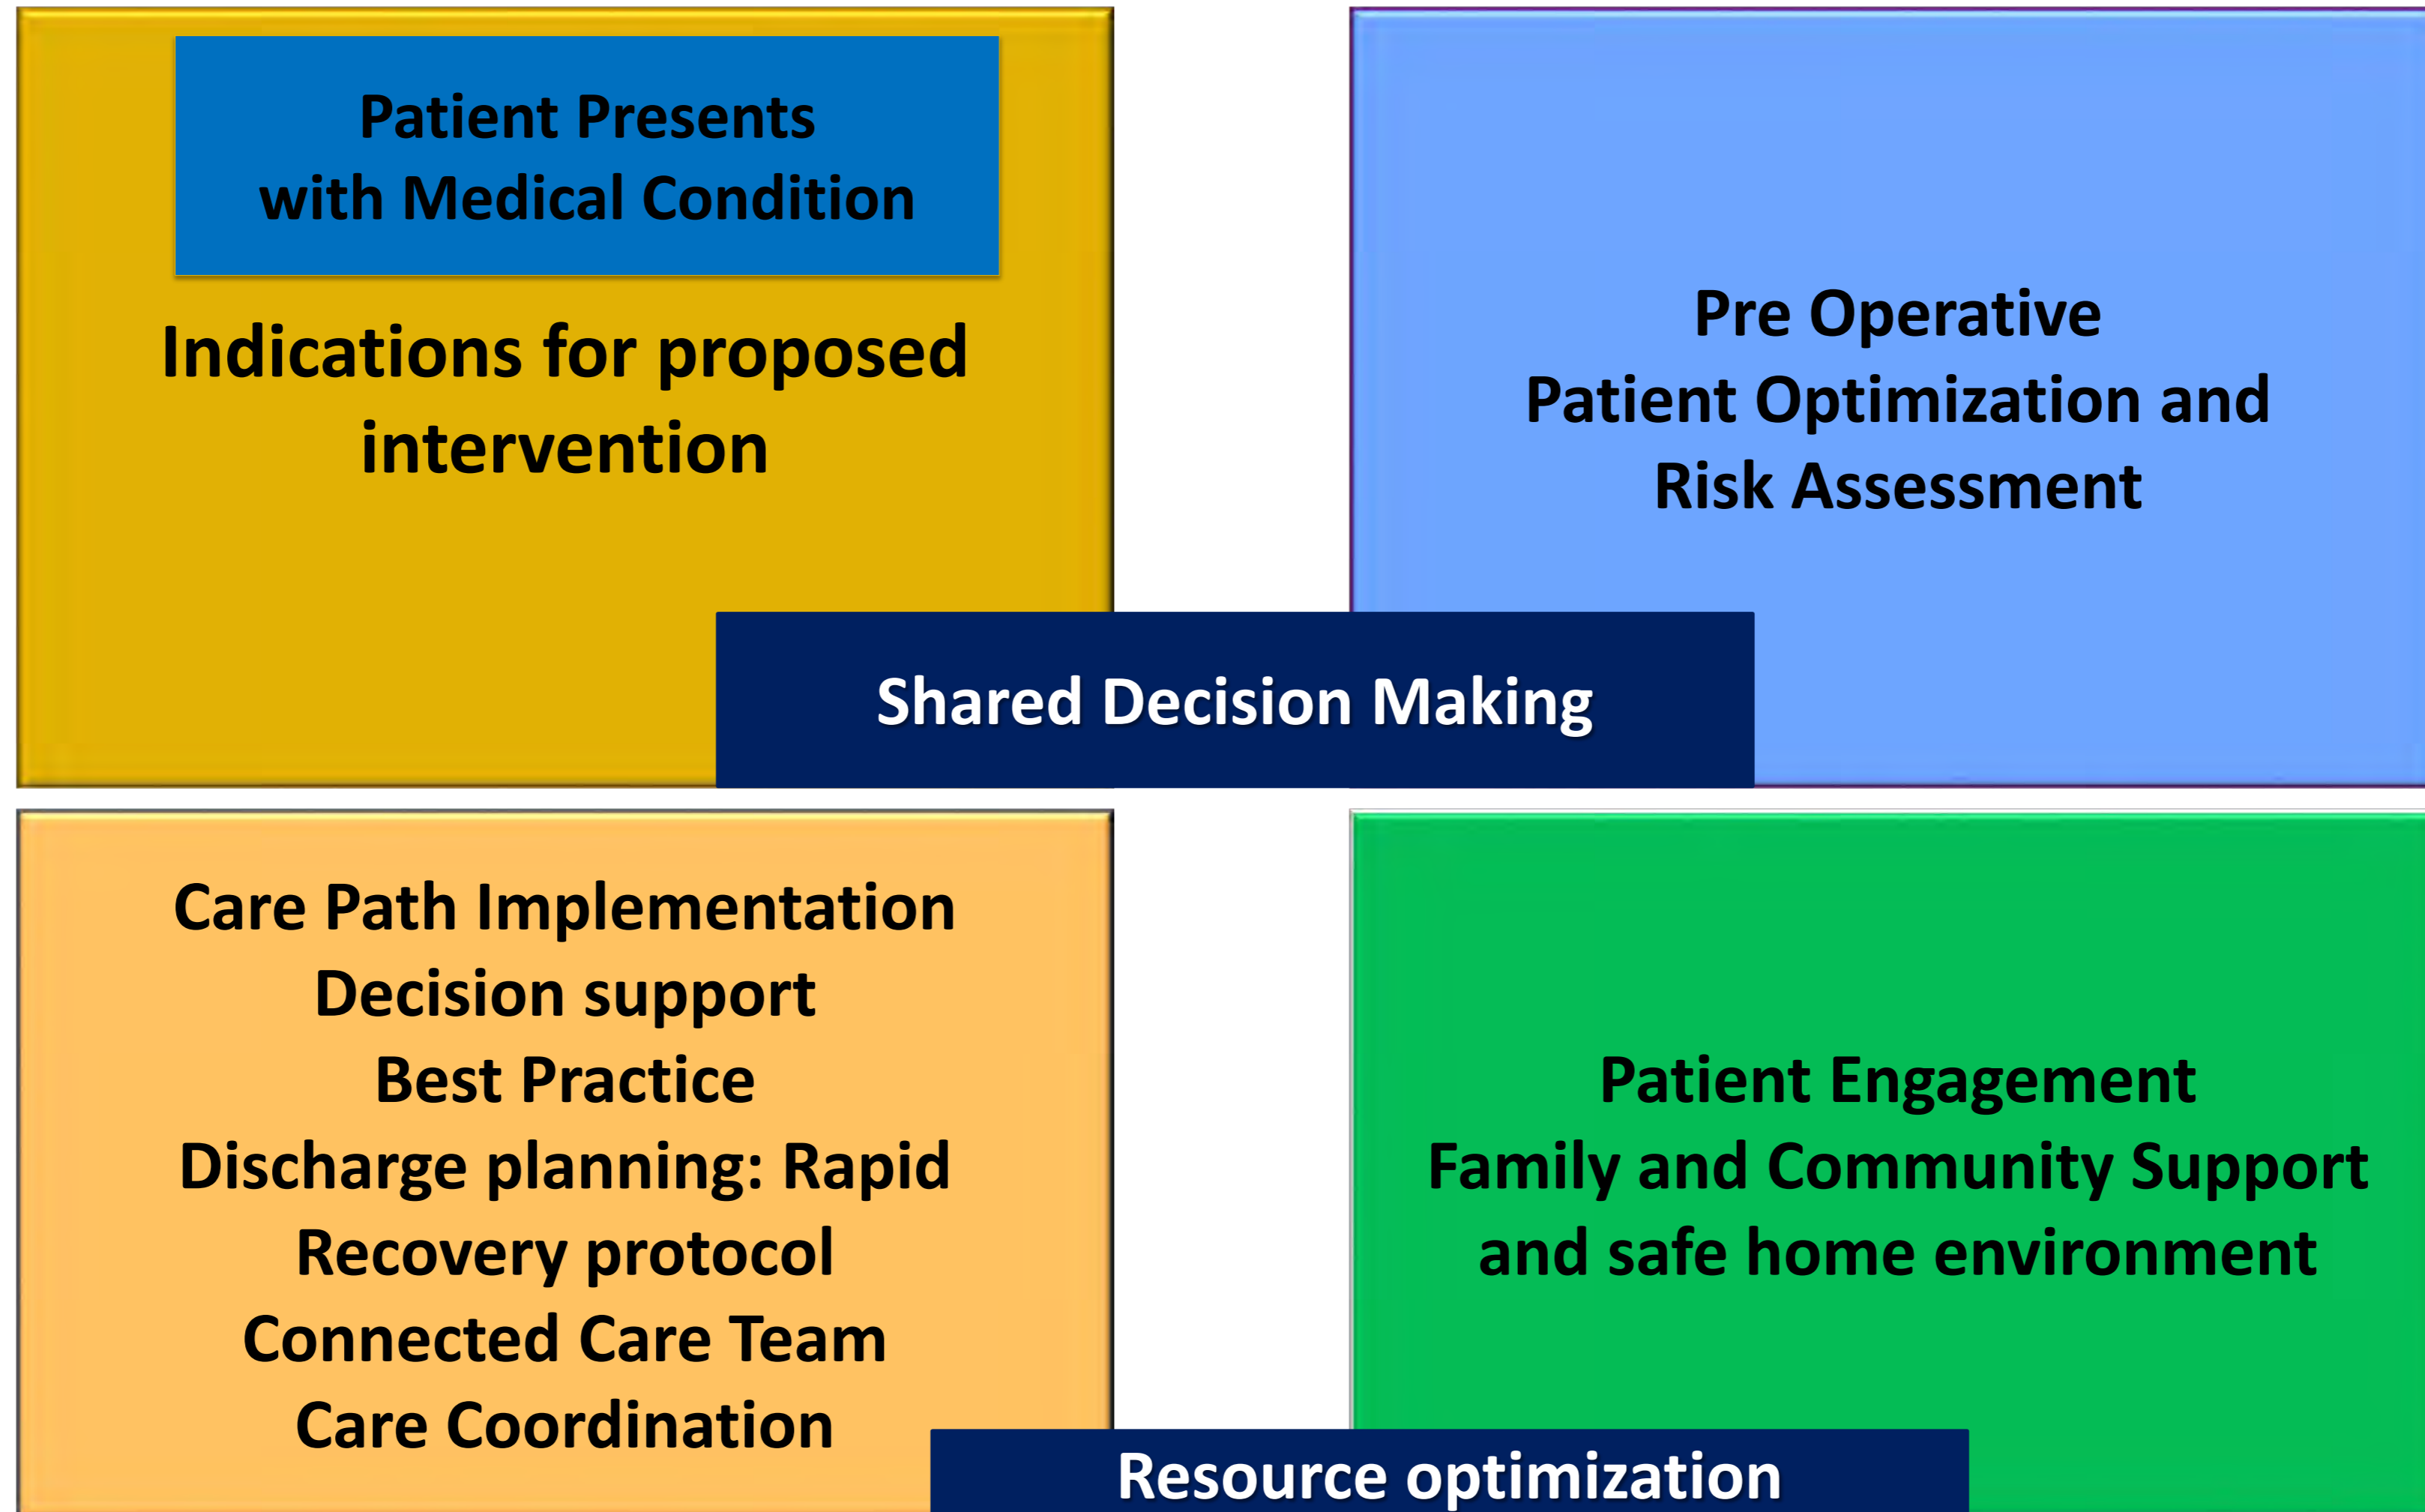 Patient Presents
with Medical Condition
Indications for proposed
intervention
Pre Operative
Patient Optimization and
Risk Assessment
Shared Decision Making
Care Path Implementation
Decision support
Best Practice
Discharge planning: Rapid
Recovery protocol
Connected Care Team
Care Coordination
Patient Engagement
Family and Community Support
and safe home environment
Resource optimization